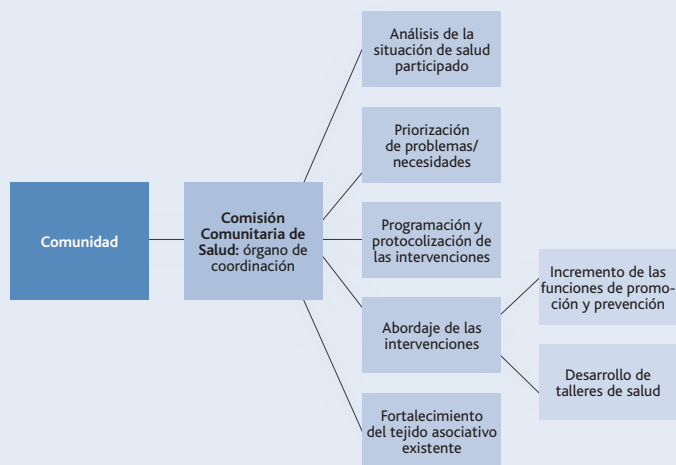 Comunidad
Comisión
Comunitaria de
Salud: órgano de
coordinación
Análisis de la
situación de salud
participado
Priorización
de problemas/
necesidades
Programación y
protocolización de
las intervenciones
Abordaje de las
intervenciones
Fortalecimiento
del tejido asociativo
existente
Incremento de las
funciones de promo-
ción y prevención
Desarrollo de
talleres de salud